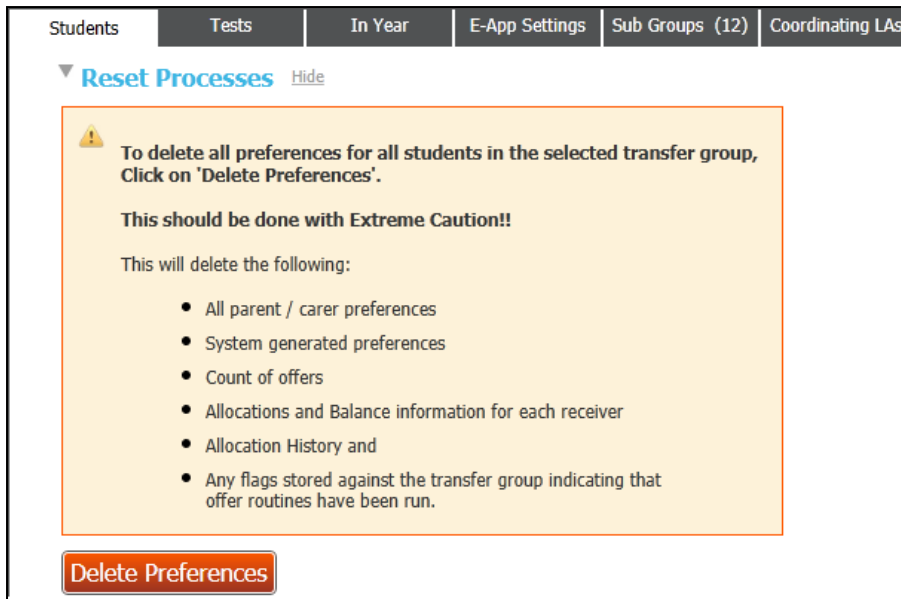 Students Tests In Year E-App Settings Sub Groups (12) Coordinating LAs
Reset Processes Hide
To delete all preferences for all students in the selected transfer group,
Click on 'Delete Preferences'.
This should be done with Extreme Caution!!
This will delete the following:
All parent / carer preferences
System generated preferences
Count of offers
Allocations and Balance information for each receiver
Allocation History and
Any flags stored against the transfer group indicating that
offer routines have been run.
Delete Preferences